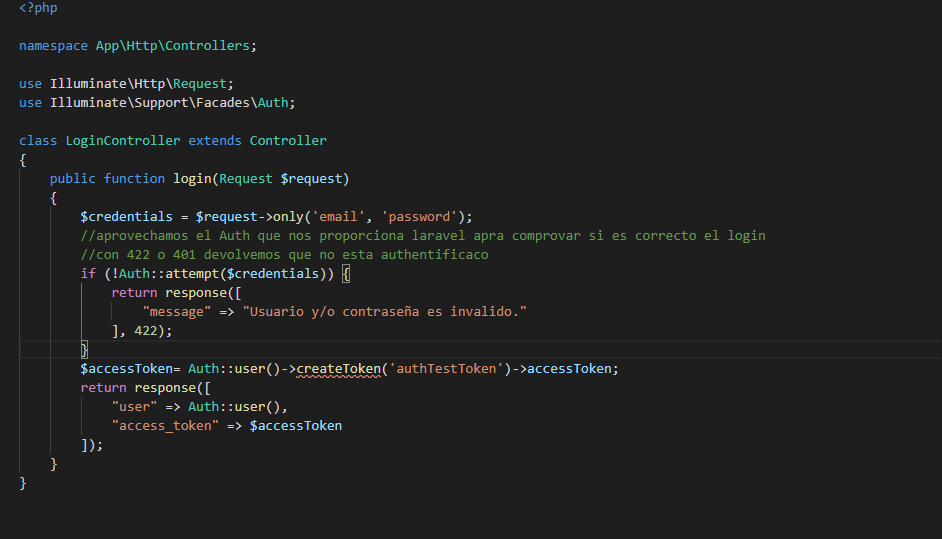 <?php
namespace App\Http\Controllers;
use Illuminate\Http\Request;
use Illuminate\Support\Facades\Auth;
class LoginController extends Controller
{
public function login(Request $request)
{
$credentials = $request->only('email', 'password');
//aprovechamos el Auth que nos proporciona laravel apra comprovar si es correcto el login
//con 422 o 401 devolvemos que no esta authentificaco
if (!Auth::attempt($credentials)) {
return response([
"message" => "Usuario y/o contraseña es invalido."
], 422);
}
$accessToken= Auth::user()->createToken('authTestToken')->accessToken;
return response([
"user" => Auth::user(),
"access_token" => $accessToken
]);
}
}